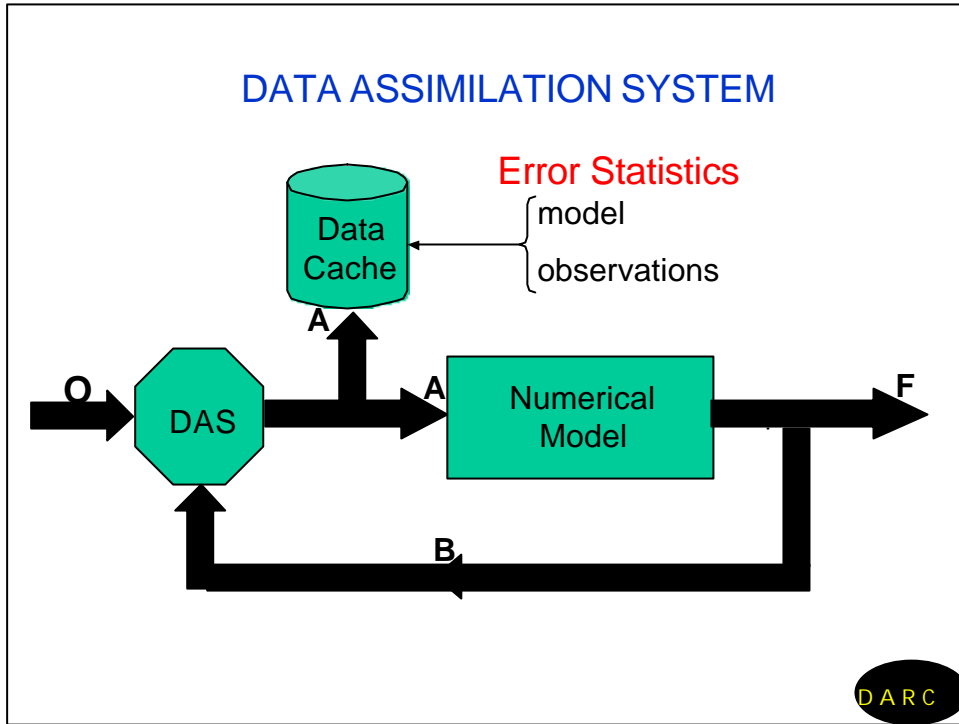 DATA ASSIMILATION SYSTEM
Error Statistics
model
observations
Data
Cache
A
O
DAS
A
Numerical
Model
F
B
DARC